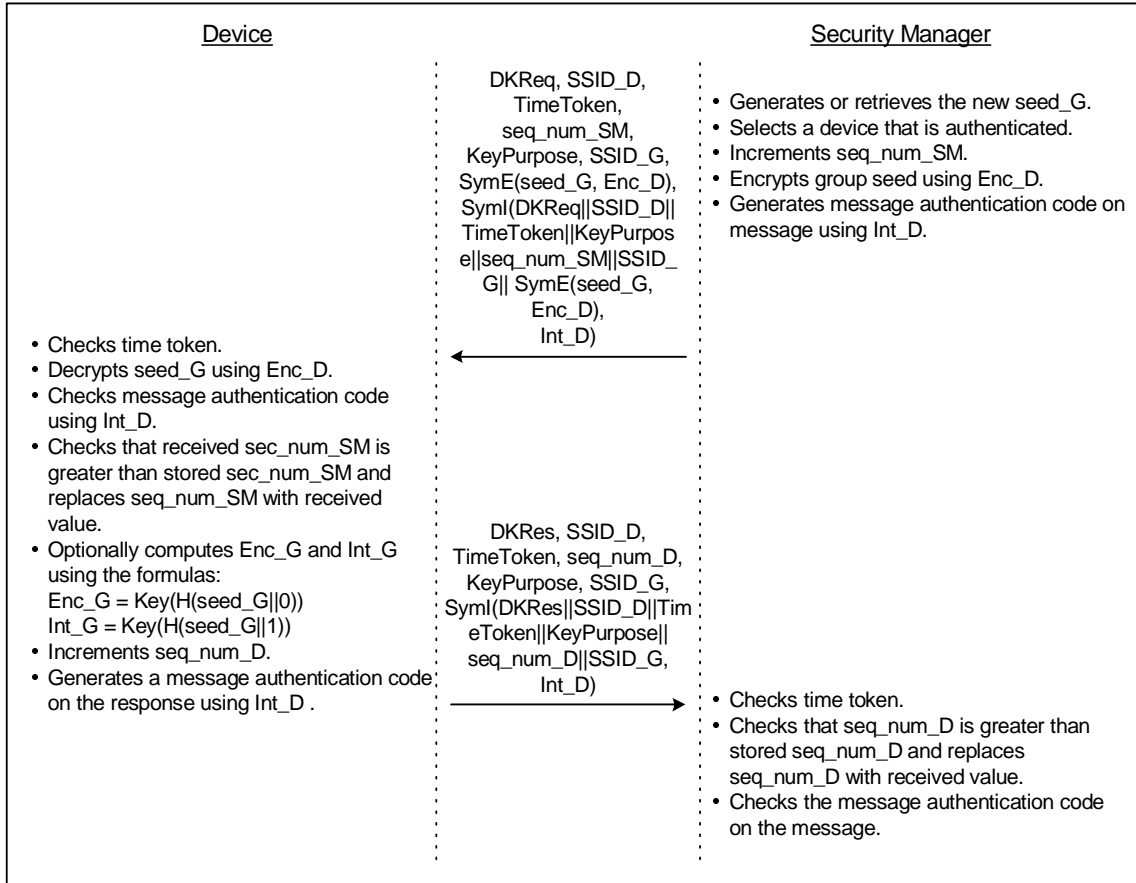 Device
Security Manager
DKReq, SSID_D,
TimeToken,
seq_num_SM,
KeyPurpose, SSID_G,
SymE(seed_G, Enc_D),
SymI(DKReq||SSID_D||
TimeToken||KeyPurpos
e||seq_num_SM||SSID_
G|| SymE(seed_G,
Enc_D),
Int_D)
• Generates or retrieves the new seed_G.
• Selects a device that is authenticated.
• Increments seq_num_SM.
• Encrypts group seed using Enc_D.
• Generates message authentication code on
message using Int_D.
• Checks time token.
• Decrypts seed_G using Enc_D.
• Checks message authentication code
using Int_D.
• Checks that received sec_num_SM is
greater than stored sec_num_SM and
replaces seq_num_SM with received
value.
• Optionally computes Enc_G and Int_G
using the formulas:
Enc_G = Key(H(seed_G||0))
Int_G = Key(H(seed_G||1))
• Increments seq_num_D.
• Generates a message authentication code
on the response using Int_D .
DKRes, SSID_D,
TimeToken, seq_num_D,
KeyPurpose, SSID_G,
SymI(DKRes||SSID_D||Tim
eToken||KeyPurpose||
seq_num_D||SSID_G,
Int_D)
• Checks time token.
• Checks that seq_num_D is greater than
stored seq_num_D and replaces
seq_num_D with received value.
• Checks the message authentication code
on the message.